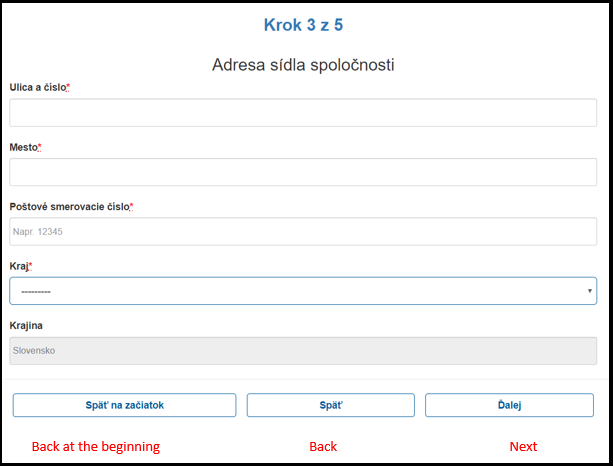 Krok 3 z 5
Adresa sídla spoločnosti
Ulica a číslo*
Mesto*
Poštové smerovacie číslo*
Napr. 12345
Kraj*
---------
Krajina
Slovensko
Späť na začiatok Späť Ďalej
Back at the beginning Back Next